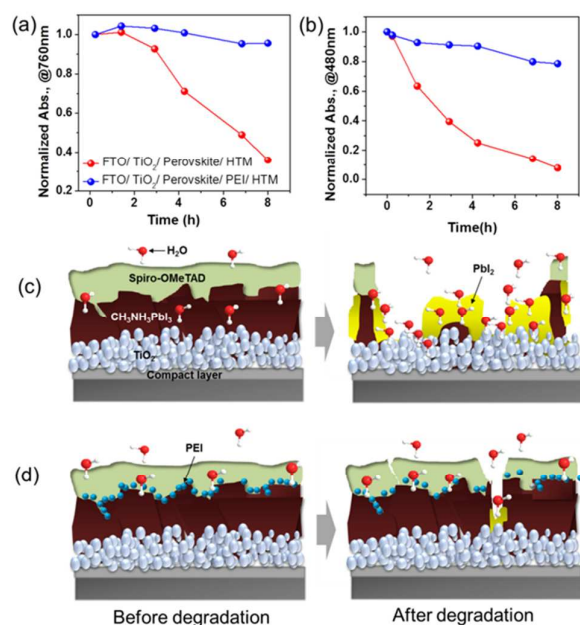 (a)
Normalized Abs., @760nm
1.0
0.8
0.6
0.4
0.2
FTO/ TiO₂/ Perovskite/ HTM
FTO/ TiO₂/ Perovskite/ PEI/ HTM
0 2 4 6 8
Time (h)
(b)
Normalized Abs., @480nm
1.0
0.8
0.6
0.4
0.2
0.0
0 2 4 6 8
Time(h)
(c)
H₂O
Spiro-OMeTAD
CH₃NH₃PbI₃
TiO₂
Compact layer
PbI₂
(d)
PEI
Before degradation
After degradation